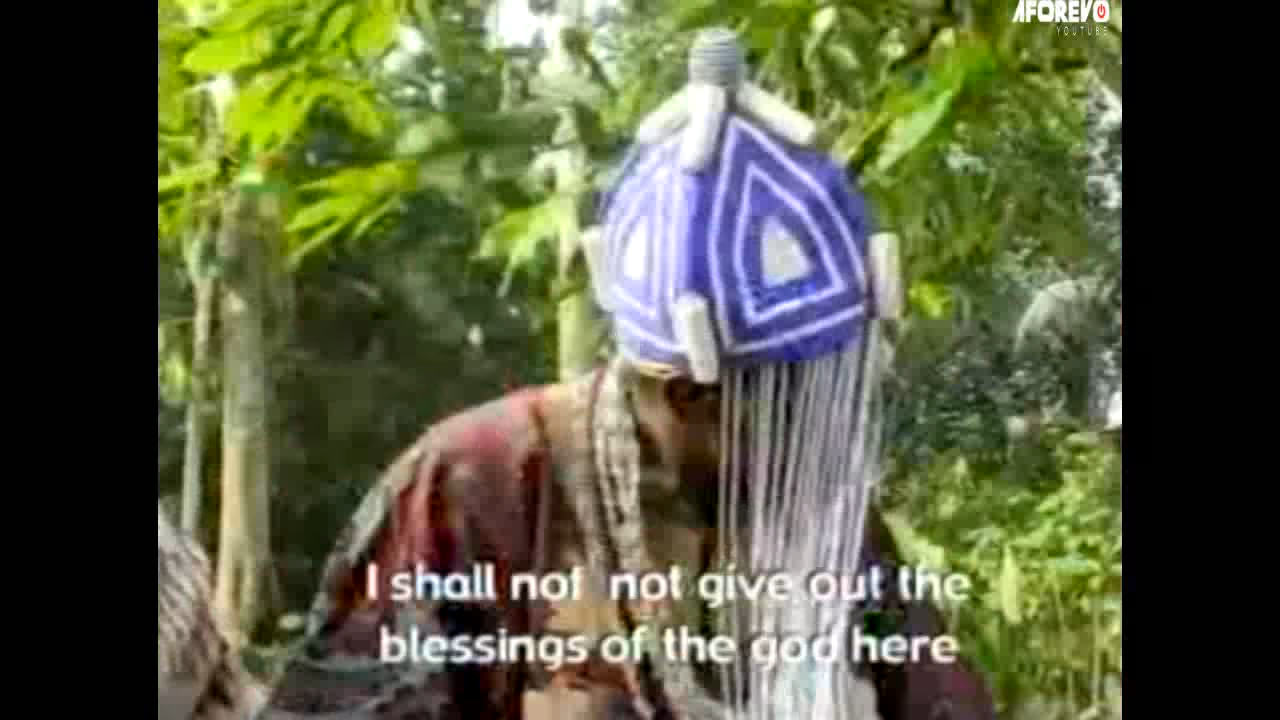 AFOREVO
YOUTUBE
I shall not not give out the
blessings of the god here